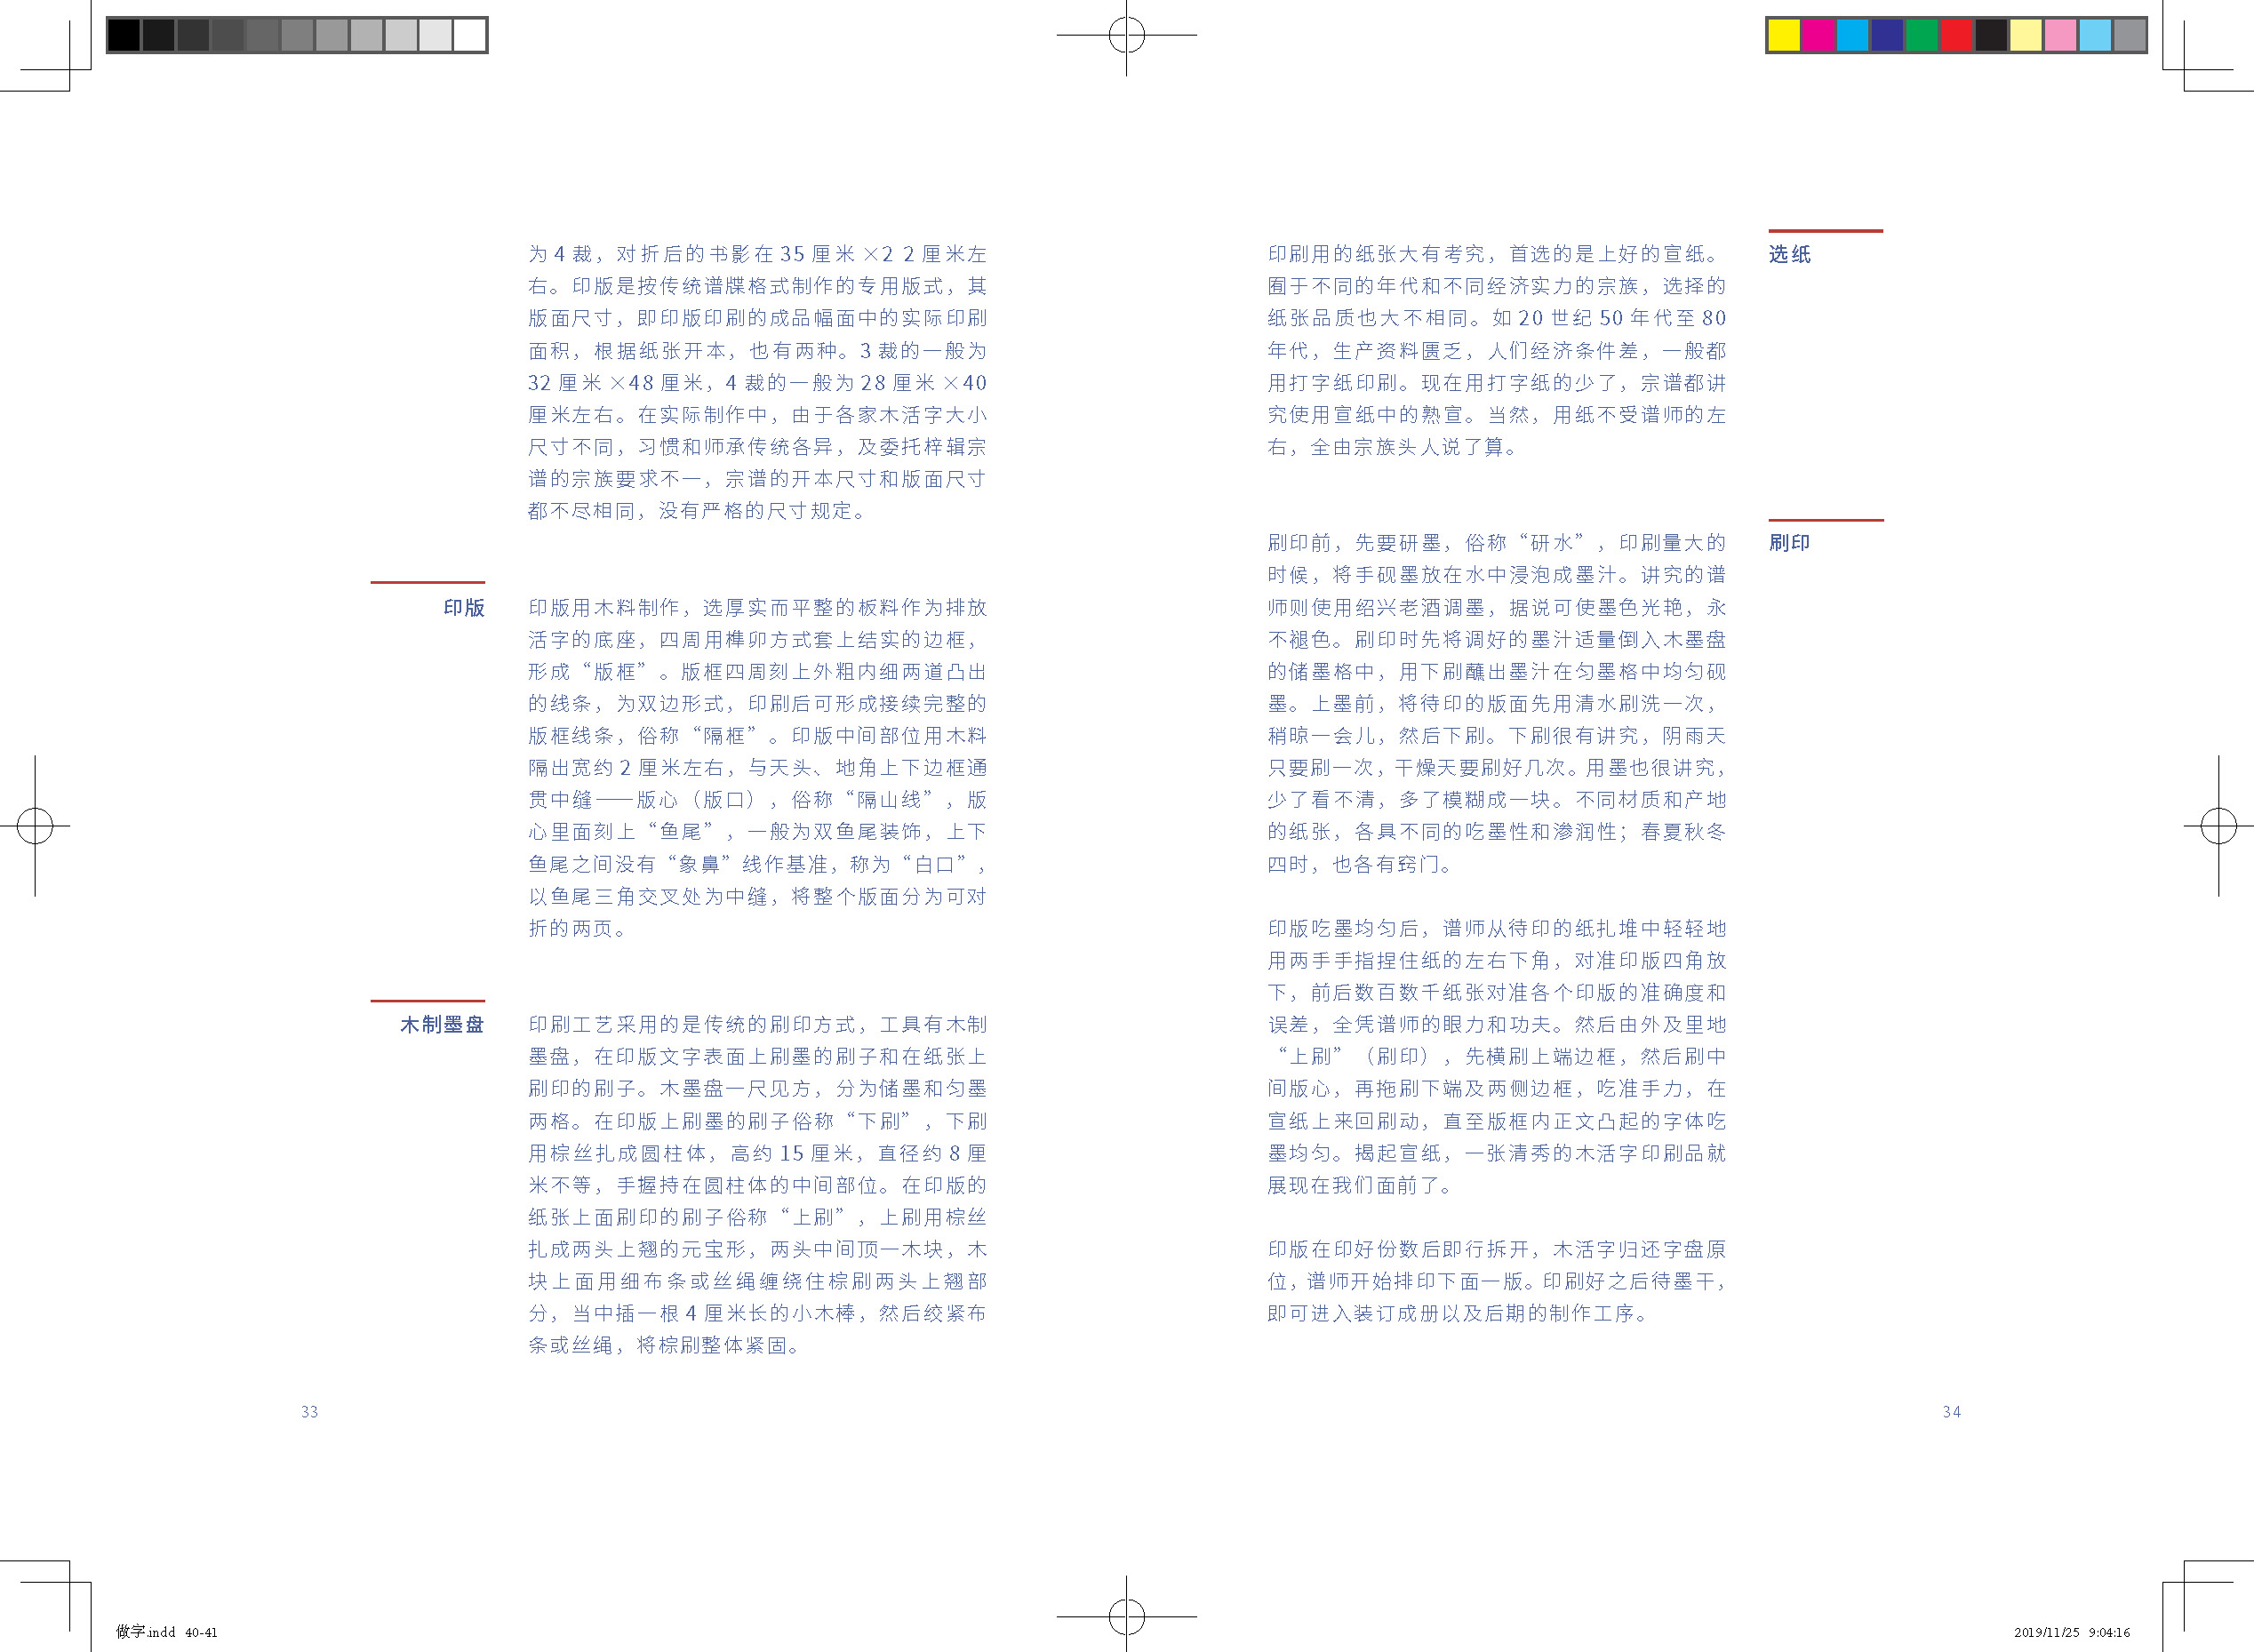 为 4 裁，对折后的书影在 35 厘米 ×2 2 厘米左
右。印版是按传统谱牒格式制作的专用版式，其
版面尺寸，即印版印刷的成品幅面中的实际印刷
面积，根据纸张开本，也有两种。3 裁的一般为
32 厘米 ×48 厘米，4 裁的一般为 28 厘米 ×40
厘米左右。在实际制作中，由于各家木活字大小
尺寸不同，习惯和师承传统各异，及委托梓辑宗
谱的宗族要求不一，宗谱的开本尺寸和版面尺寸
都不尽相同，没有严格的尺寸规定。
印版
印版用木料制作，选厚实而平整的板料作为排放
活字的底座，四周用榫卯方式套上结实的边框，
形成“版框”。版框四周刻上外粗内细两道凸出
的线条，为双边形式，印刷后可形成接续完整的
版框线条，俗称“隔框”。印版中间部位用木料
隔出宽约 2 厘米左右，与天头、地角上下边框通
贯中缝——版心（版口），俗称“隔山线”，版
心里面刻上“鱼尾”，一般为双鱼尾装饰，上下
鱼尾之间没有“象鼻”线作基准，称为“白口”，
以鱼尾三角交叉处为中缝，将整个版面分为可对
折的两页。
木制墨盘
印刷工艺采用的是传统的刷印方式，工具有木制
墨盘，在印版文字表面上刷墨的刷子和在纸张上
刷印的刷子。木墨盘一尺见方，分为储墨和匀墨
两格。在印版上刷墨的刷子俗称“下刷”，下刷
用棕丝扎成圆柱体，高约 15 厘米，直径约 8 厘
米不等，手握持在圆柱体的中间部位。在印版的
纸张上面刷印的刷子俗称“上刷”，上刷用棕丝
扎成两头上翘的元宝形，两头中间顶一木块，木
块上面用细布条或丝绳缠绕住棕刷两头上翘部
分，当中插一根 4 厘米长的小木棒，然后绞紧布
条或丝绳，将棕刷整体紧固。
33
选纸
印刷用的纸张大有考究，首选的是上好的宣纸。
囿于不同的年代和不同经济实力的宗族，选择的
纸张品质也大不相同。如 20 世纪 50 年代至 80
年代，生产资料匮乏，人们经济条件差，一般都
用打字纸印刷。现在用打字纸的少了，宗谱都讲
究使用宣纸中的熟宣。当然，用纸不受谱师的左
右，全由宗族头人说了算。
刷印
刷印前，先要研墨，俗称“研水”，印刷量大的
时候，将手砚墨放在水中浸泡成墨汁。讲究的谱
师则使用绍兴老酒调墨，据说可使墨色光艳，永
不褪色。刷印时先将调好的墨汁适量倒入木墨盘
的储墨格中，用下刷蘸出墨汁在匀墨格中均匀砚
墨。上墨前，将待印的版面先用清水刷洗一次，
稍晾一会儿，然后下刷。下刷很有讲究，阴雨天
只要刷一次，干燥天要刷好几次。用墨也很讲究，
少了看不清，多了模糊成一块。不同材质和产地
的纸张，各具不同的吃墨性和渗润性；春夏秋冬
四时，也各有窍门。
印版吃墨均匀后，谱师从待印的纸扎堆中轻轻地
用两手手指捏住纸的左右下角，对准印版四角放
下，前后数百数千纸张对准各个印版的准确度和
误差，全凭谱师的眼力和功夫。然后由外及里地
“上刷”（刷印），先横刷上端边框，然后刷中
间版心，再拖刷下端及两侧边框，吃准手力，在
宣纸上来回刷动，直至版框内正文凸起的字体吃
墨均匀。揭起宣纸，一张清秀的木活字印刷品就
展现在我们面前了。
印版在印好份数后即行拆开，木活字归还字盘原
位，谱师开始排印下面一版。印刷好之后待墨干，
即可进入装订成册以及后期的制作工序。
34
做字.indd 40-41
2019/11/25 9:04:16